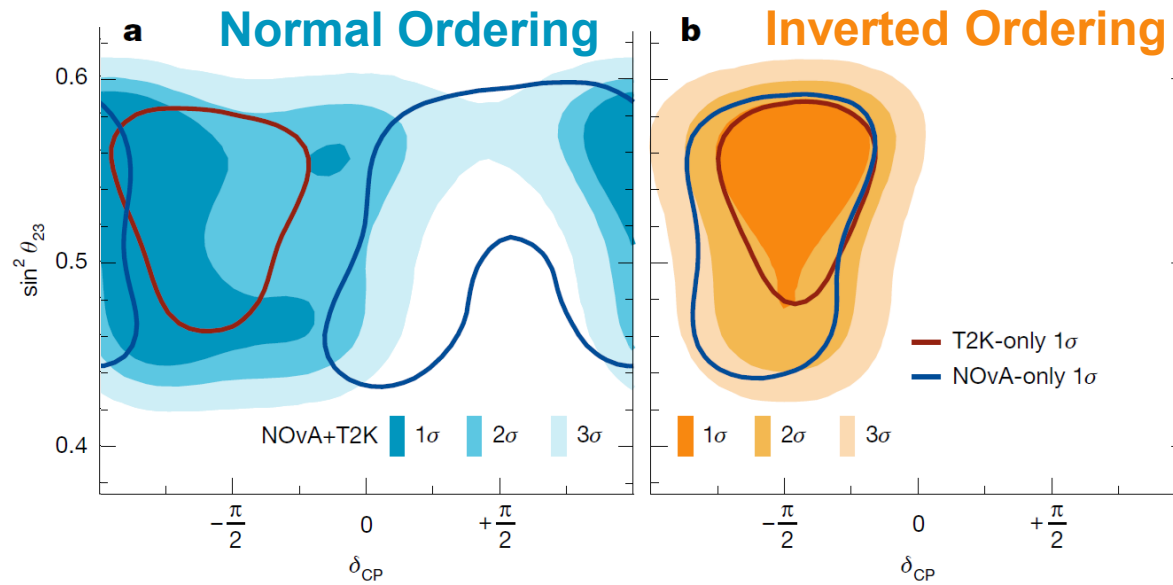 a Normal Ordering
b Inverted Ordering
sin² θ₂₃
0.6
0.5
0.4
NOvA+T2K 1σ 2σ 3σ
−π/2 0 +π/2
δCP
T2K-only 1σ
NOvA-only 1σ
1σ 2σ 3σ
−π/2 0 +π/2
δCP